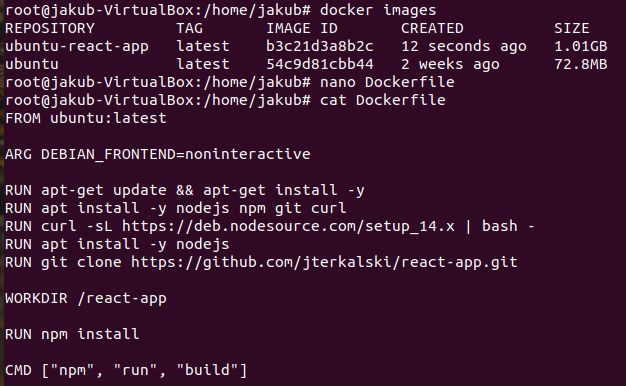 root@jakub-VirtualBox:/home/jakub# docker images
REPOSITORY TAG IMAGE ID CREATED SIZE
ubuntu-react-app latest b3c21d3a8b2c 12 seconds ago 1.01GB
ubuntu latest 54c9d81cbb44 2 weeks ago 72.8MB
root@jakub-VirtualBox:/home/jakub# nano Dockerfile
root@jakub-VirtualBox:/home/jakub# cat Dockerfile
FROM ubuntu:latest
ARG DEBIAN_FRONTEND=noninteractive
RUN apt-get update && apt-get install -y
RUN apt install -y nodejs npm git curl
RUN curl -sL https://deb.nodesource.com/setup_14.x | bash -
RUN apt install -y nodejs
RUN git clone https://github.com/jterkalski/react-app.git
WORKDIR /react-app
RUN npm install
CMD ["npm", "run", "build"]